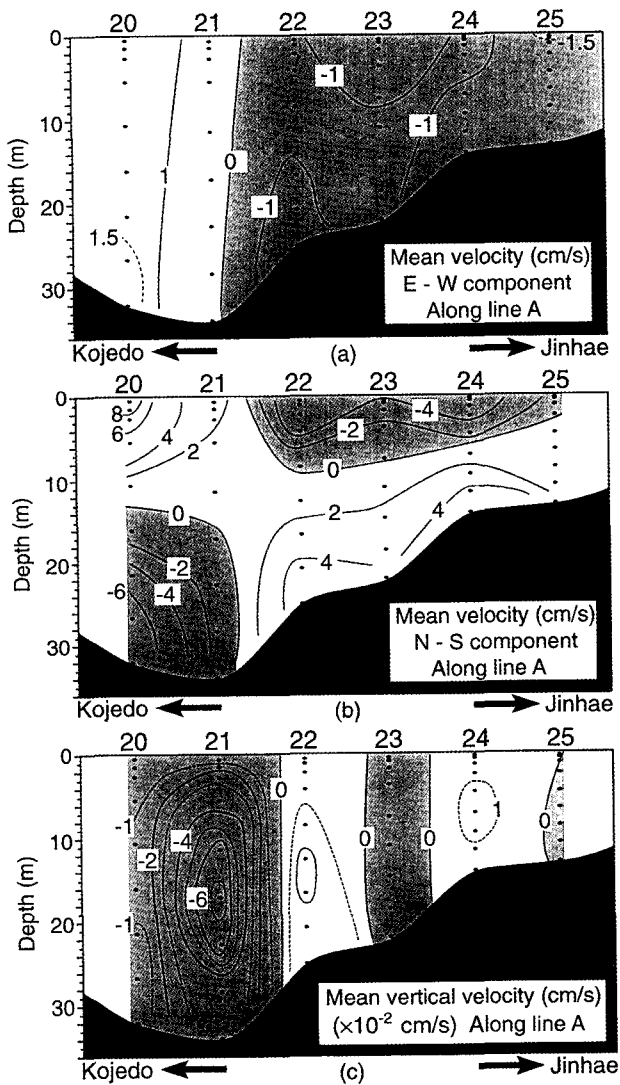 20 21 22 23 24 25
0
10
20
30
Depth (m)
-1.5
-1
-1
0
1
-1
1.5
Mean velocity (cm/s)
E - W component
Along line A
Kojedo (a) Jinhae
20 21 22 23 24 25
0
10
20
30
Depth (m)
8
6
4
2
-4
-2
0
0
2
4
-2
4
-6
-4
Mean velocity (cm/s)
N - S component
Along line A
Kojedo (b) Jinhae
20 21 22 23 24 25
0
10
20
30
Depth (m)
0
1
-1
-4
0
0
0
-2
-6
-1
Mean vertical velocity (cm/s)
(×10-2 cm/s) Along line A
Kojedo (c) Jinhae